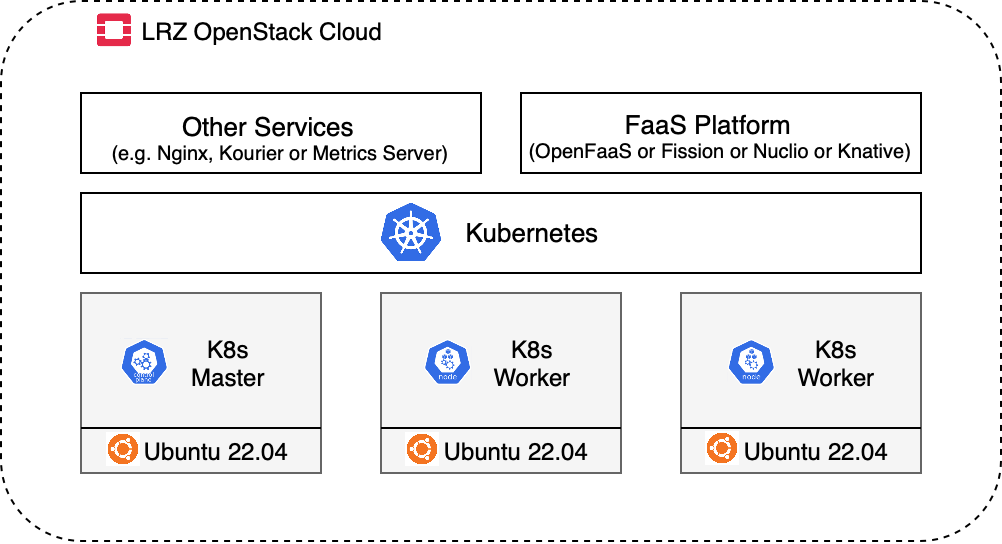 LRZ OpenStack Cloud
Other Services
(e.g. Nginx, Kourier or Metrics Server)
FaaS Platform
(OpenFaaS or Fission or Nuclio or Knative)
Kubernetes
K8s
Master
control
plane
Ubuntu 22.04
K8s
Worker
node
Ubuntu 22.04
K8s
Worker
node
Ubuntu 22.04